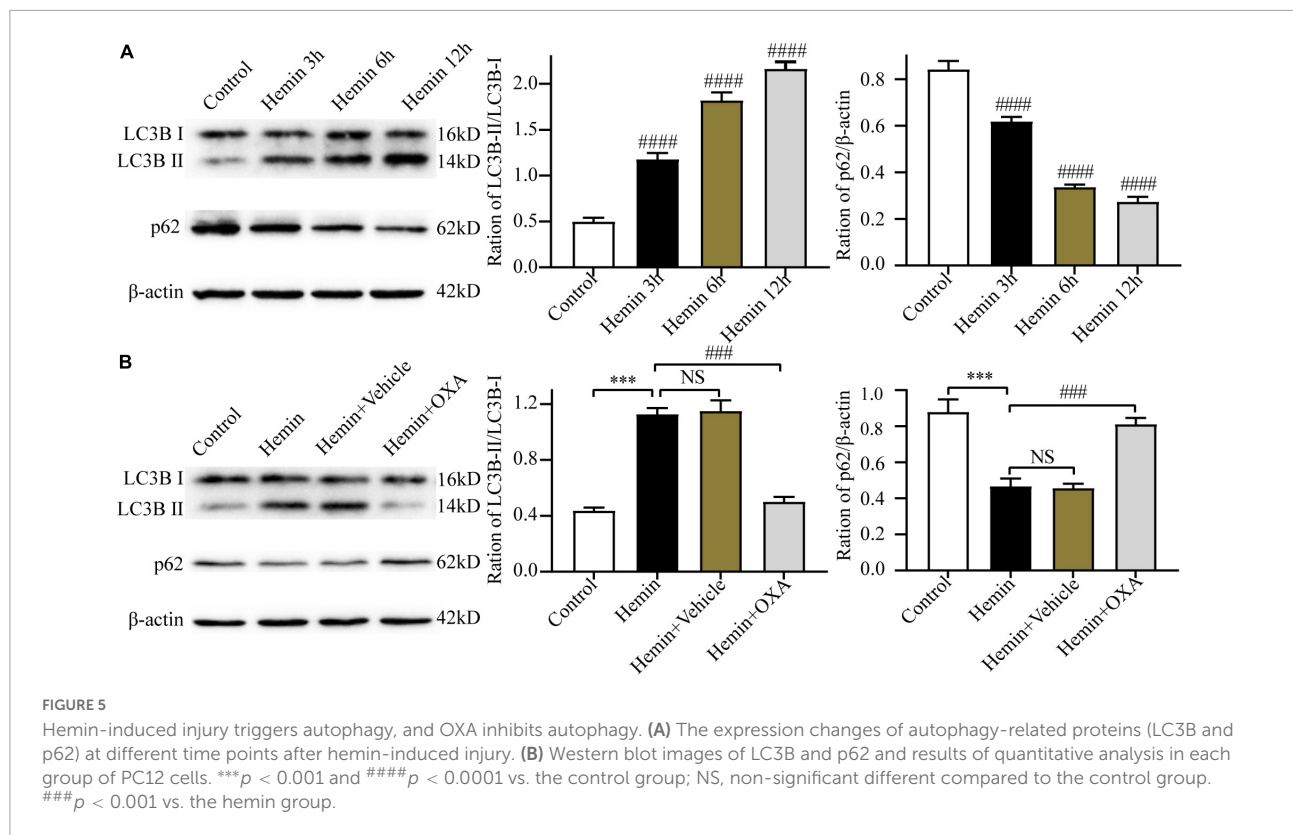 A
Control
Hemin 3h
Hemin 6h
Hemin 12h
LC3B I
16kD
LC3B II
14kD
p62
62kD
β-actin
42kD
Ration of LC3B-II/LC3B-I
2.0
1.5
1.0
0.5
0.0
####
####
####
Control
Hemin 3h
Hemin 6h
Hemin 12h
Ration of p62/β-actin
0.8
0.6
0.4
0.2
0.0
####
####
####
Control
Hemin 3h
Hemin 6h
Hemin 12h
B
Control
Hemin
Hemin+Vehicle
Hemin+OXA
LC3B I
16kD
LC3B II
14kD
p62
62kD
β-actin
42kD
Ration of LC3B-II/LC3B-I
1.2
0.8
0.4
0.0
###
***
NS
Control
Hemin
Hemin+Vehicle
Hemin+OXA
Ration of p62/β-actin
1.0
0.8
0.6
0.4
0.2
0.0
***
###
NS
Control
Hemin
Hemin+Vehicle
Hemin+OXA
FIGURE 5
Hemin-induced injury triggers autophagy, and OXA inhibits autophagy. (A) The expression changes of autophagy-related proteins (LC3B and
p62) at different time points after hemin-induced injury. (B) Western blot images of LC3B and p62 and results of quantitative analysis in each
group of PC12 cells. ***p < 0.001 and ####p < 0.0001 vs. the control group; NS, non-significant different compared to the control group.
###p < 0.001 vs. the hemin group.